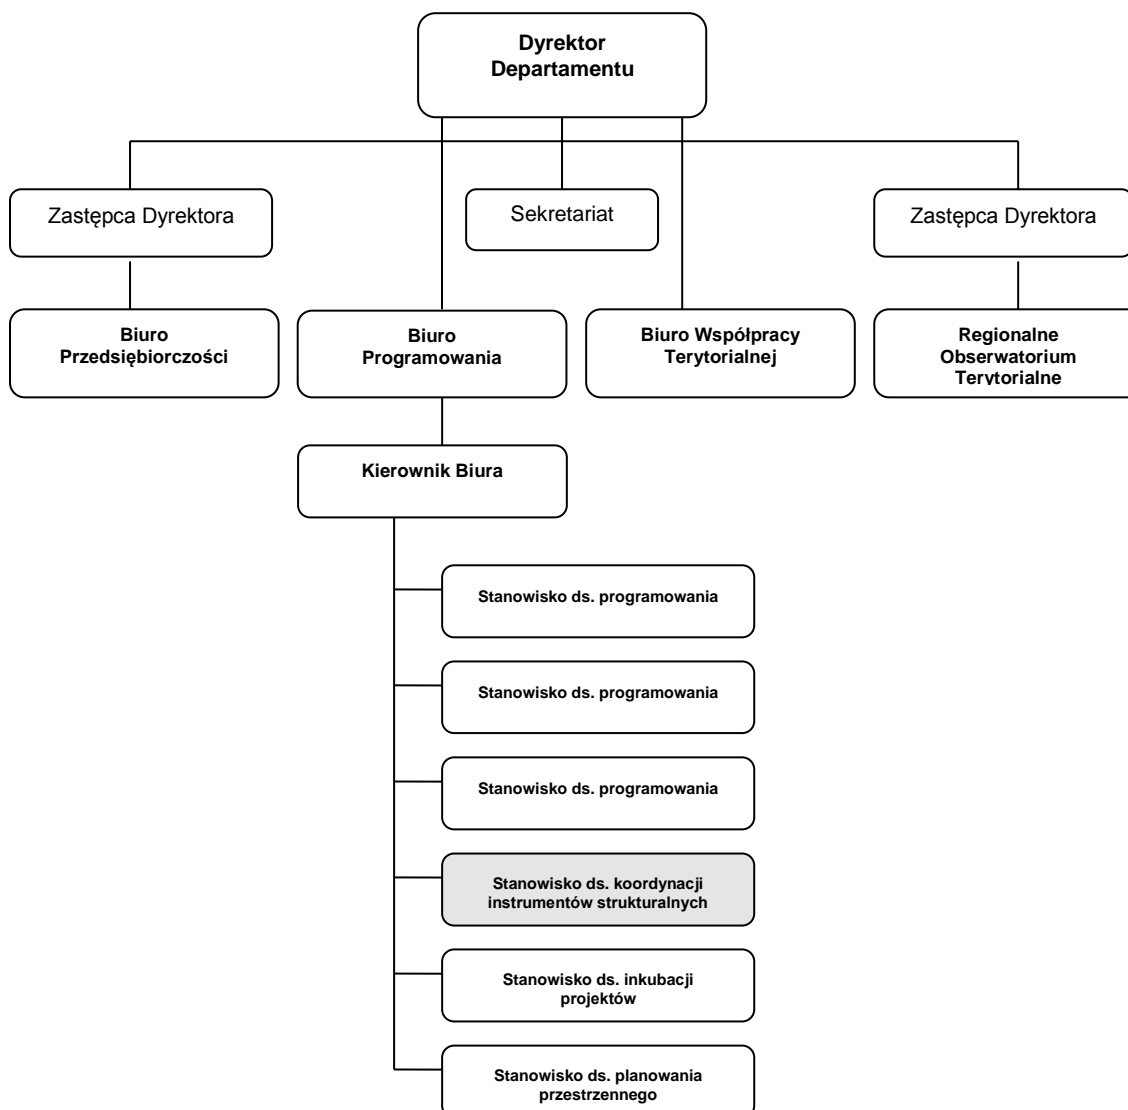 Dyrektor
Departamentu
Zastępca Dyrektora
Sekretariat
Zastępca Dyrektora
Biuro
Przedsiębiorczości
Biuro
Programowania
Biuro Współpracy
Terytorialnej
Regionalne
Obserwatorium
Terytorialne
Kierownik Biura
Stanowisko ds. programowania
Stanowisko ds. programowania
Stanowisko ds. programowania
Stanowisko ds. koordynacji
instrumentów strukturalnych
Stanowisko ds. inkubacji
projektów
Stanowisko ds. planowania
przestrzennego